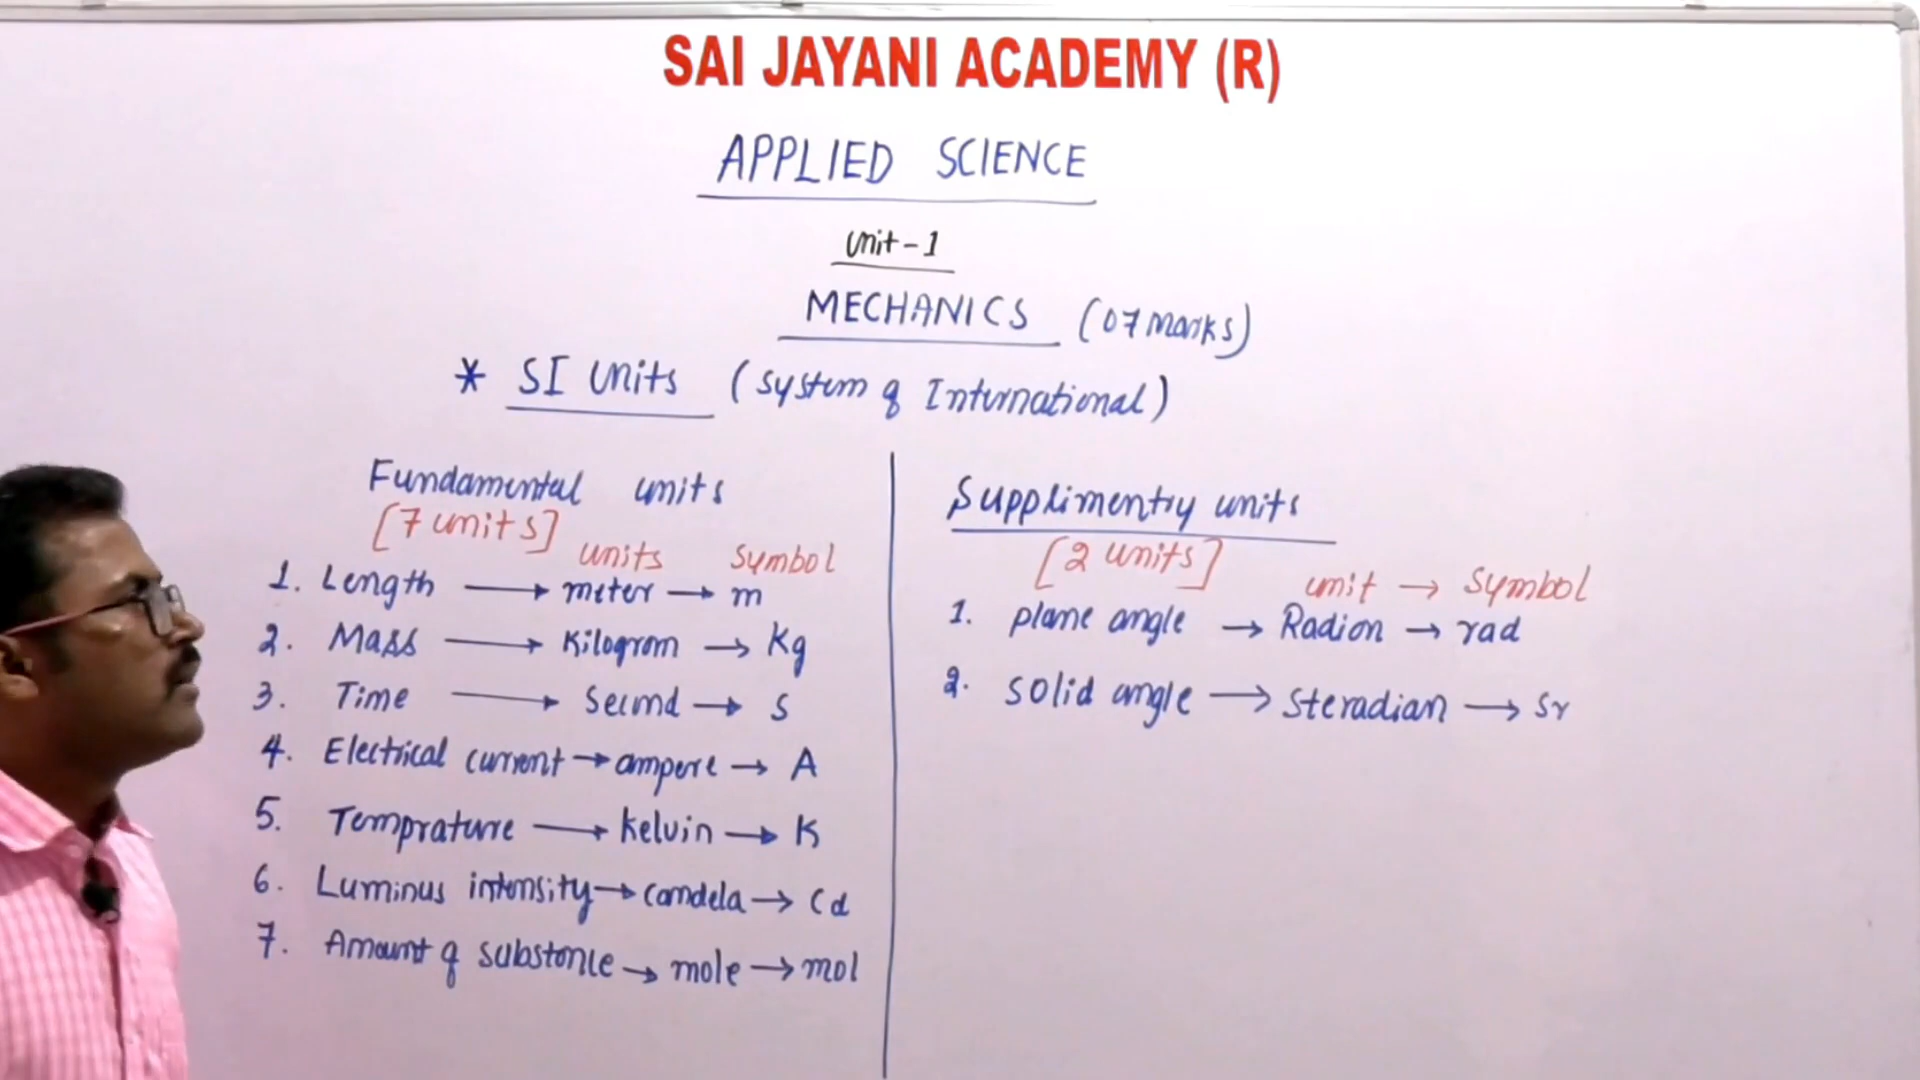 SAI JAYANI ACADEMY (R)
APPLIED SCIENCE
Unit-1
MECHANICS (07 marks)
* SI Units (System of International)
Fundamental units
[7 units]
units symbol
1. Length → meter → m
2. Mass → Kilogram → Kg
3. Time → Second → S
4. Electrical current → ampere → A
5. Temprature → Kelvin → K
6. Luminus intensity → candela → Cd
7. Amount of substance → mole → mol
Supplimentry units
[2 units]
unit → Symbol
1. plane angle → Radian → rad
2. Solid angle → Steradian → Sr